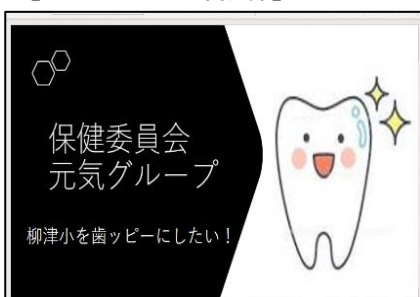 保健委員会
元気グループ
柳津小を歯ッピーにしたい！